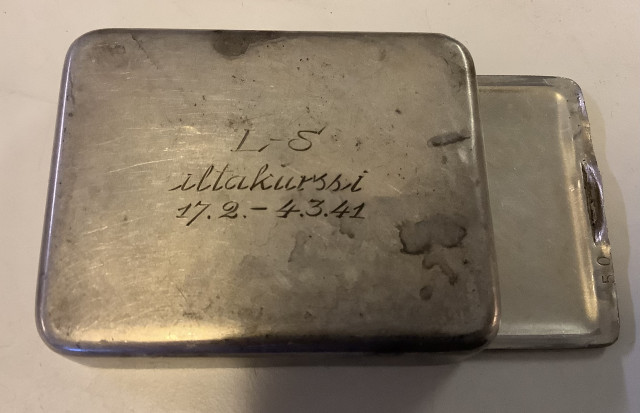 L-S
iltakurssi
17.2.- 4.3.41
50